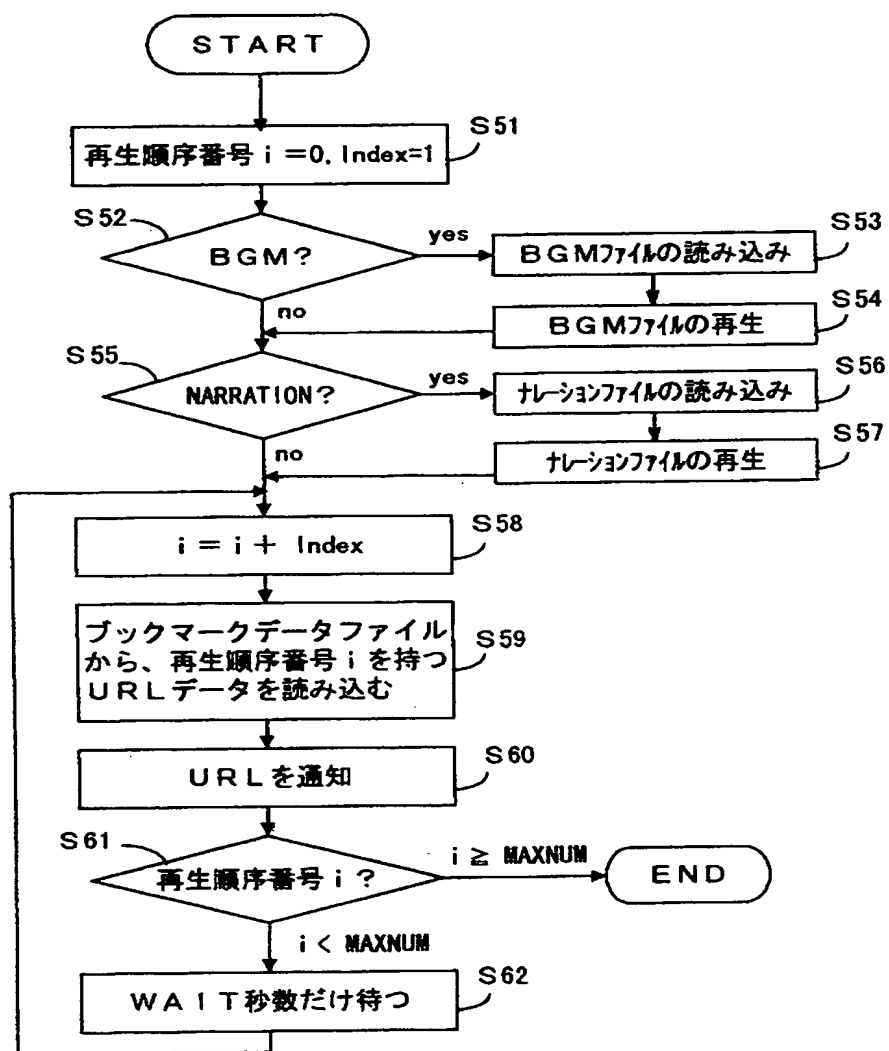 START
S51
再生順序番号 i =0. Index=1
S52
BGM?
yes
S53
BGMファイルの読み込み
no
S54
BGMファイルの再生
S55
NARRATION?
yes
S56
ナレーションファイルの読み込み
no
S57
ナレーションファイルの再生
S58
i = i + Index
S59
ブックマークデータファイル
から、再生順序番号 i を持つ
URLデータを読み込む
S60
URLを通知
S61
再生順序番号 i ?
i ≧ MAXNUM
END
i < MAXNUM
S62
WAIT秒数だけ待つ